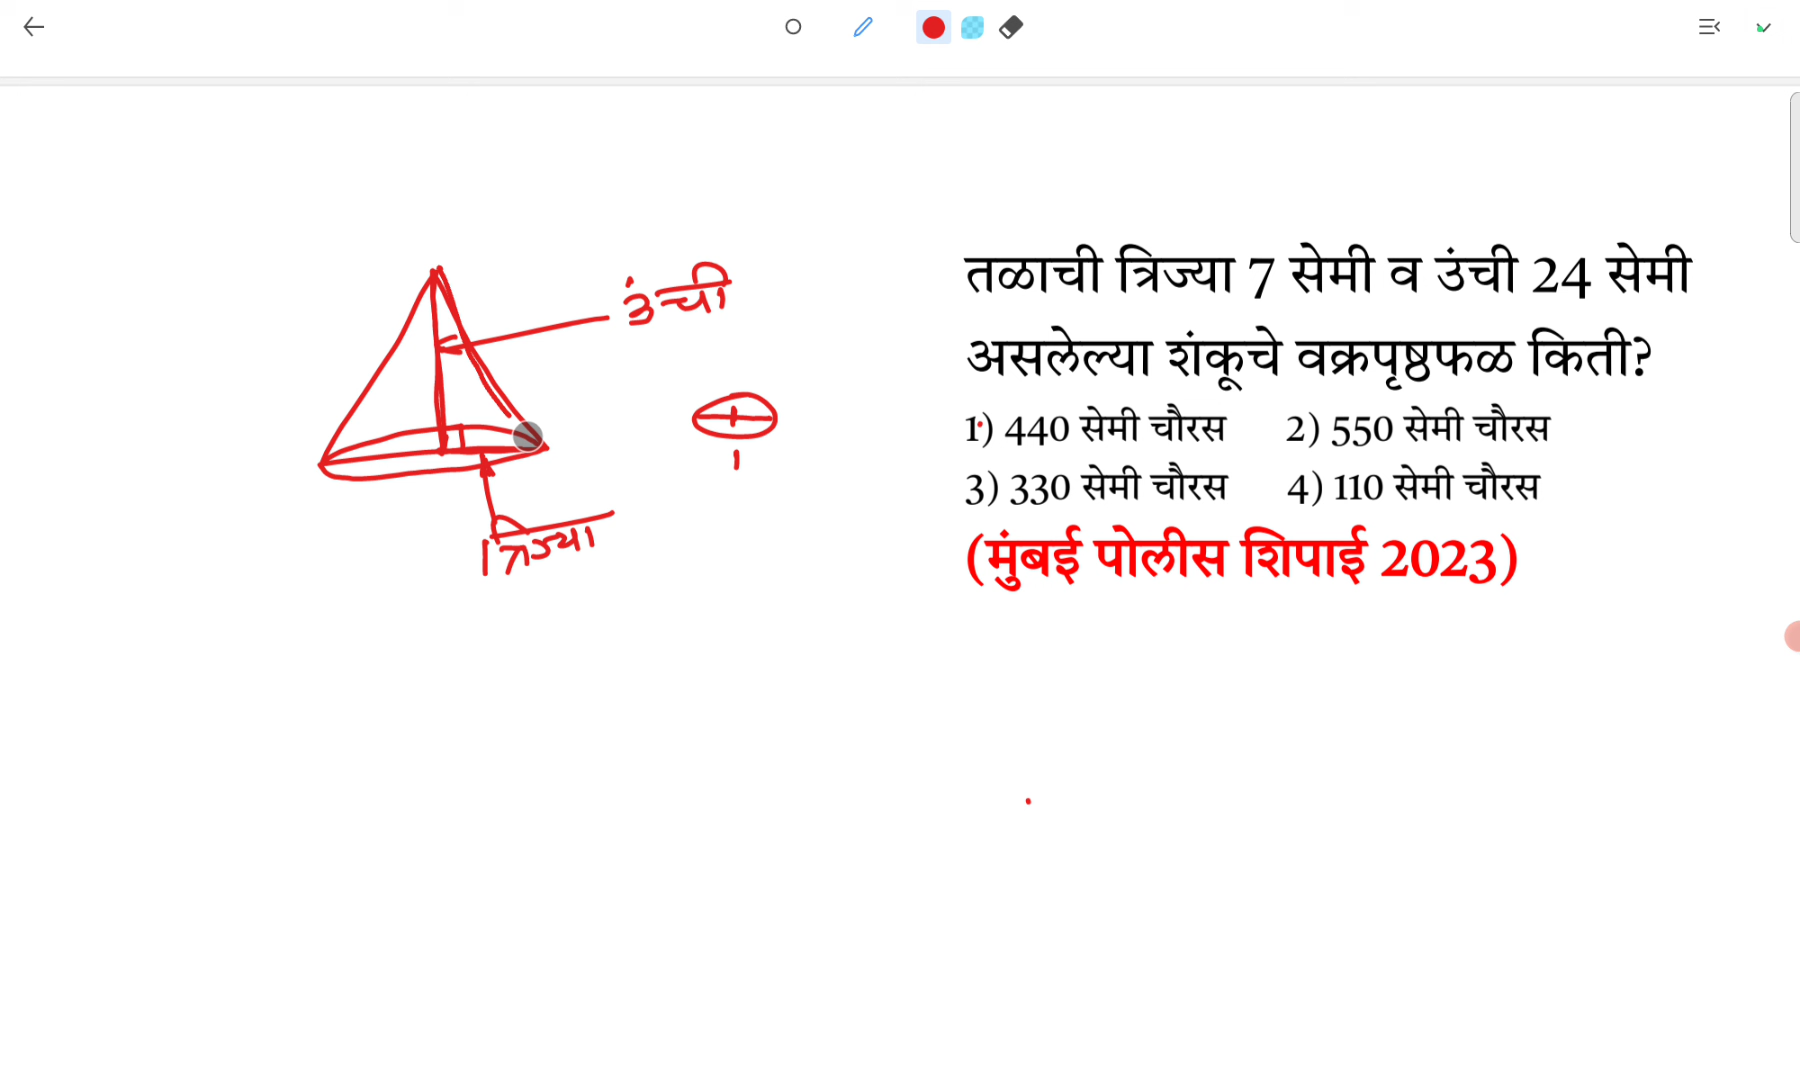 उंची
त्रिज्या
तळाची त्रिज्या 7 सेमी व उंची 24 सेमी
असलेल्या शंकूचे वक्रपृष्ठफळ किती?
1) 440 सेमी चौरस 2) 550 सेमी चौरस
3) 330 सेमी चौरस 4) 110 सेमी चौरस
(मुंबई पोलीस शिपाई 2023)